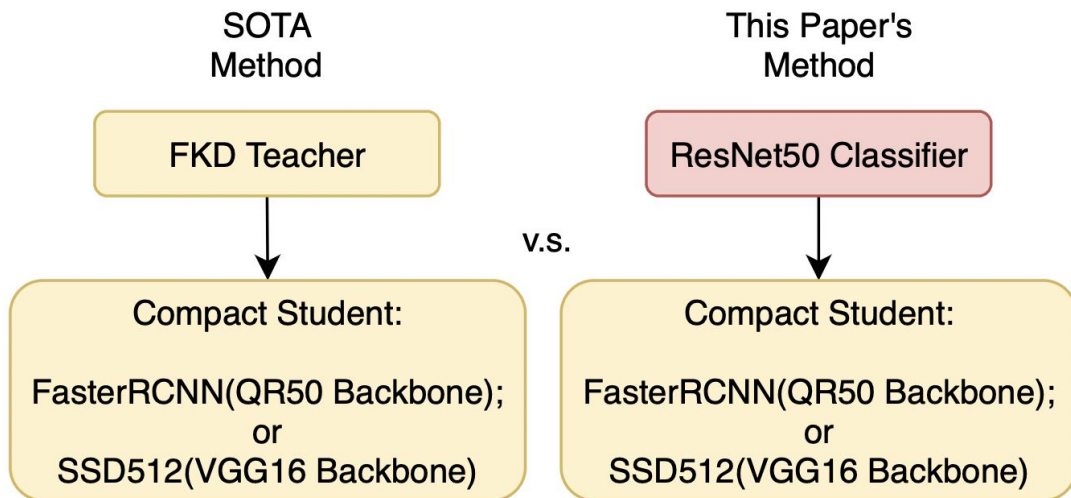 SOTA
Method
This Paper's
Method
FKD Teacher
ResNet50 Classifier
v.s.
Compact Student:
FasterRCNN(QR50 Backbone);
or
SSD512(VGG16 Backbone)
Compact Student:
FasterRCNN(QR50 Backbone);
or
SSD512(VGG16 Backbone)